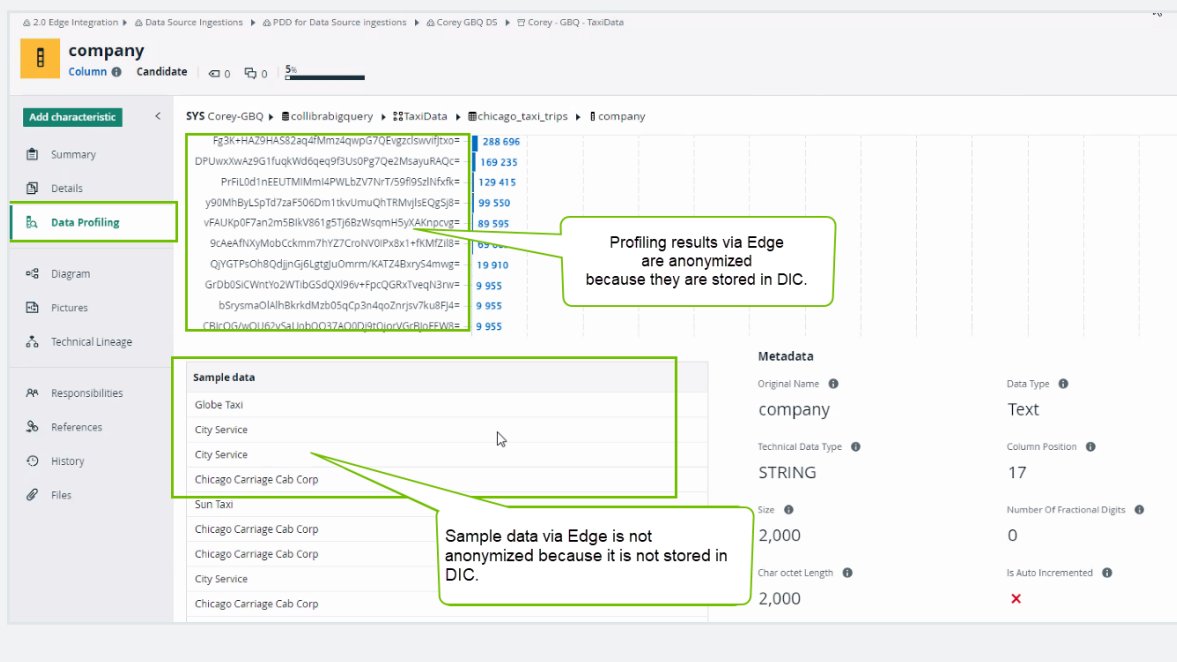 2.0 Edge Integration ▶ Data Source Ingestions ▶ PDD for Data Source ingestions ▶ Corey GBQ DS ▶ Corey - GBQ - TaxiData
company
Column Candidate 0 0 5%
Add characteristic <
SYS Corey-GBQ ▶ collibrabigquery ▶ TaxiData ▶ chicago_taxi_trips ▶ company
Summary
Details
Data Profiling
Diagram
Pictures
Technical Lineage
Responsibilities
References
History
Files
288 696
DPUwxXwAz9G1fuqkWd6qeq9f3Us0Pg7Qe2MsayuRAQc= 169 235
129 415
y90MhByLSpTd7zaF506Dm1tkvUmuQhTRMvjlsEQgSj8= 99 550
89 595
19 910
9 955
9 955
9 955
Profiling results via Edge
are anonymized
because they are stored in DIC.
Sample data
Globe Taxi
City Service
City Service
Chicago Carriage Cab Corp
Sun Taxi
Chicago Carriage Cab Corp
Chicago Carriage Cab Corp
City Service
Chicago Carriage Cab Corp
Sample data via Edge is not
anonymized because it is not stored in
DIC.
Metadata
Original Name Data Type
company Text
Technical Data Type Column Position
STRING 17
Size Number Of Fractional Digits
2,000 0
Char octet Length Is Auto Incremented
2,000